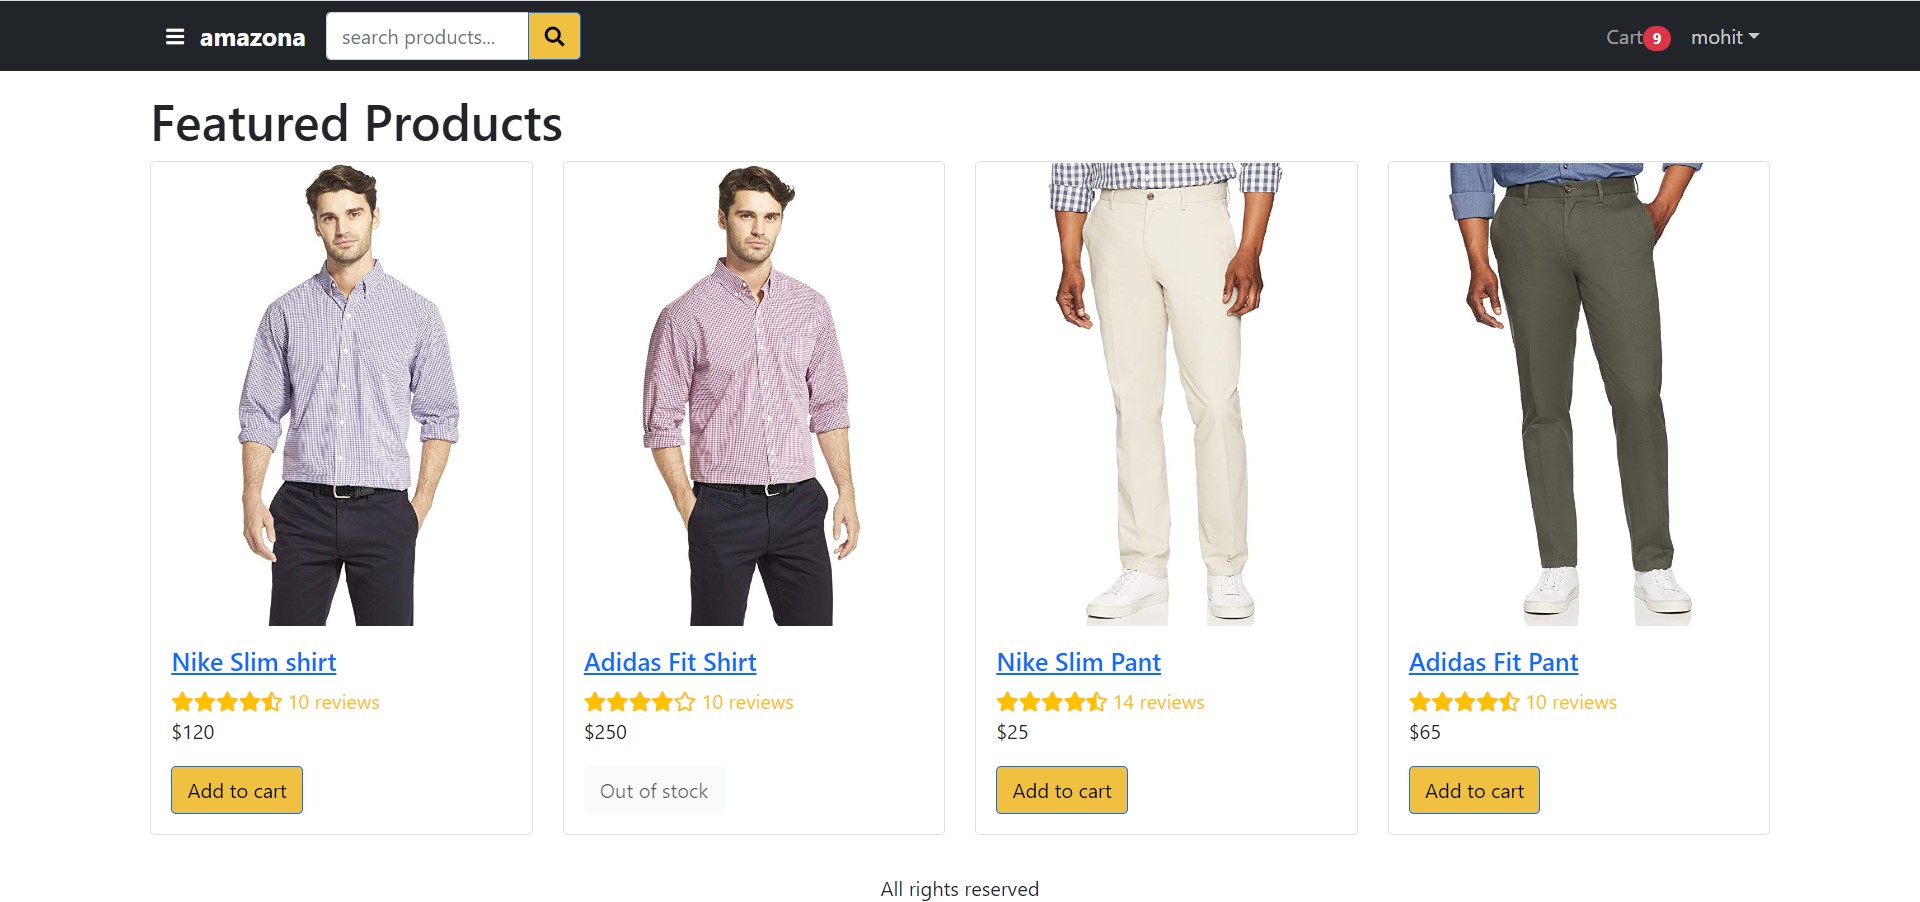 amazona
search products...
Cart 9
mohit
Featured Products
Nike Slim shirt
10 reviews
$120
Add to cart
Adidas Fit Shirt
10 reviews
$250
Out of stock
Nike Slim Pant
14 reviews
$25
Add to cart
Adidas Fit Pant
10 reviews
$65
Add to cart
All rights reserved